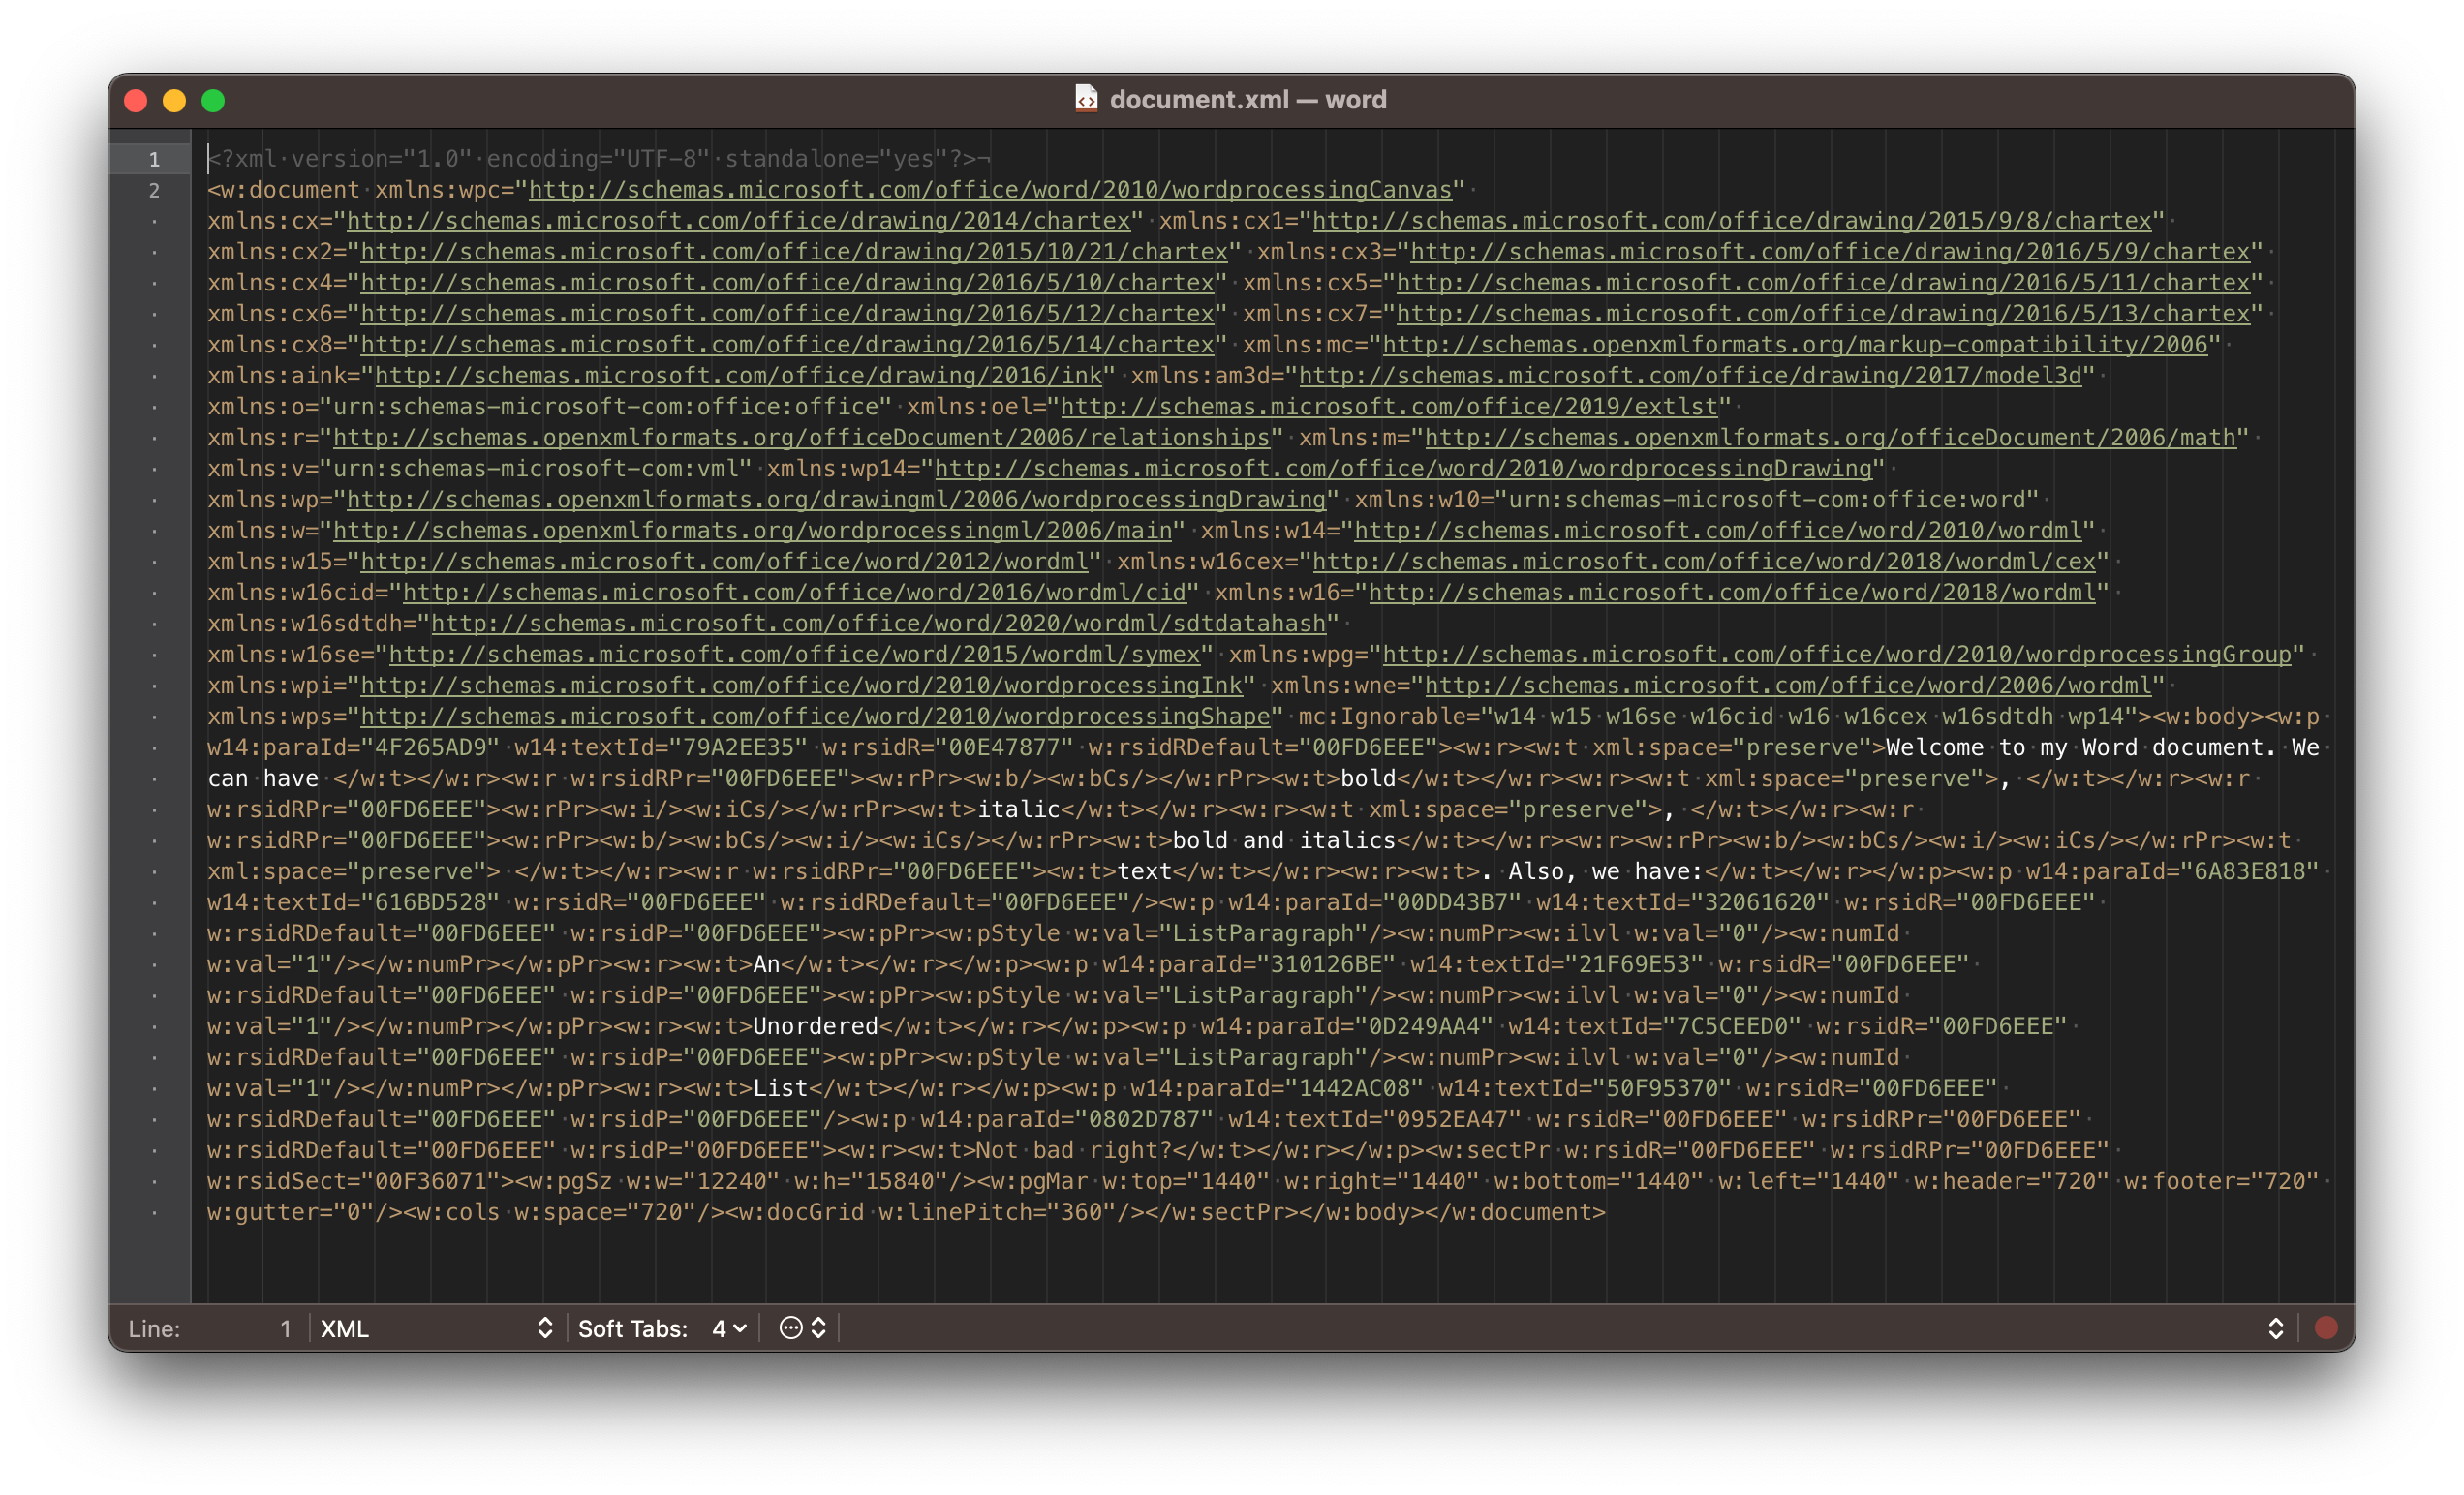 document.xml — word
1 <?xml version="1.0" encoding="UTF-8" standalone="yes"?>¬
2 <w:document xmlns:wpc="http://schemas.microsoft.com/office/word/2010/wordprocessingCanvas"
xmlns:cx="http://schemas.microsoft.com/office/drawing/2014/chartex" xmlns:cx1="http://schemas.microsoft.com/office/drawing/2015/9/8/chartex"
xmlns:cx2="http://schemas.microsoft.com/office/drawing/2015/10/21/chartex" xmlns:cx3="http://schemas.microsoft.com/office/drawing/2016/5/9/chartex"
xmlns:cx4="http://schemas.microsoft.com/office/drawing/2016/5/10/chartex" xmlns:cx5="http://schemas.microsoft.com/office/drawing/2016/5/11/chartex"
xmlns:cx6="http://schemas.microsoft.com/office/drawing/2016/5/12/chartex" xmlns:cx7="http://schemas.microsoft.com/office/drawing/2016/5/13/chartex"
xmlns:cx8="http://schemas.microsoft.com/office/drawing/2016/5/14/chartex" xmlns:mc="http://schemas.openxmlformats.org/markup-compatibility/2006"
xmlns:aink="http://schemas.microsoft.com/office/drawing/2016/ink" xmlns:am3d="http://schemas.microsoft.com/office/drawing/2017/model3d"
xmlns:o="urn:schemas-microsoft-com:office:office" xmlns:oel="http://schemas.microsoft.com/office/2019/extlst"
xmlns:r="http://schemas.openxmlformats.org/officeDocument/2006/relationships" xmlns:m="http://schemas.openxmlformats.org/officeDocument/2006/math"
xmlns:v="urn:schemas-microsoft-com:vml" xmlns:wp14="http://schemas.microsoft.com/office/word/2010/wordprocessingDrawing"
xmlns:wp="http://schemas.openxmlformats.org/drawingml/2006/wordprocessingDrawing" xmlns:w10="urn:schemas-microsoft-com:office:word"
xmlns:w="http://schemas.openxmlformats.org/wordprocessingml/2006/main" xmlns:w14="http://schemas.microsoft.com/office/word/2010/wordml"
xmlns:w15="http://schemas.microsoft.com/office/word/2012/wordml" xmlns:w16cex="http://schemas.microsoft.com/office/word/2018/wordml/cex"
xmlns:w16cid="http://schemas.microsoft.com/office/word/2016/wordml/cid" xmlns:w16="http://schemas.microsoft.com/office/word/2018/wordml"
xmlns:w16sdtdh="http://schemas.microsoft.com/office/word/2020/wordml/sdtdatahash"
xmlns:w16se="http://schemas.microsoft.com/office/word/2015/wordml/symex" xmlns:wpg="http://schemas.microsoft.com/office/word/2010/wordprocessingGroup"
xmlns:wpi="http://schemas.microsoft.com/office/word/2010/wordprocessingInk" xmlns:wne="http://schemas.microsoft.com/office/word/2006/wordml"
xmlns:wps="http://schemas.microsoft.com/office/word/2010/wordprocessingShape" mc:Ignorable="w14 w15 w16se w16cid w16 w16cex w16sdtdh wp14"><w:body><w:p
w14:paraId="4F265AD9" w14:textId="79A2EE35" w:rsidR="00E47877" w:rsidRDefault="00FD6EEE"><w:r><w:t xml:space="preserve">Welcome to my Word document. We
can have </w:t></w:r><w:r w:rsidRPr="00FD6EEE"><w:rPr><w:b/><w:bCs/></w:rPr><w:t>bold</w:t></w:r><w:r><w:t xml:space="preserve">, </w:t></w:r><w:r
w:rsidRPr="00FD6EEE"><w:rPr><w:i/><w:iCs/></w:rPr><w:t>italic</w:t></w:r><w:r><w:t xml:space="preserve">, </w:t></w:r><w:r
w:rsidRPr="00FD6EEE"><w:rPr><w:b/><w:bCs/><w:i/><w:iCs/></w:rPr><w:t>bold and italics</w:t></w:r><w:r><w:rPr><w:b/><w:bCs/><w:i/><w:iCs/></w:rPr><w:t
xml:space="preserve"> </w:t></w:r><w:r w:rsidRPr="00FD6EEE"><w:t>text</w:t></w:r><w:r><w:t>. Also, we have:</w:t></w:r></w:p><w:p w14:paraId="6A83E818"
w14:textId="616BD528" w:rsidR="00FD6EEE" w:rsidRDefault="00FD6EEE"/><w:p w14:paraId="00DD43B7" w14:textId="32061620" w:rsidR="00FD6EEE"
w:rsidRDefault="00FD6EEE" w:rsidP="00FD6EEE"><w:pPr><w:pStyle w:val="ListParagraph"/><w:numPr><w:ilvl w:val="0"/><w:numId
w:val="1"/></w:numPr></w:pPr><w:r><w:t>An</w:t></w:r></w:p><w:p w14:paraId="310126BE" w14:textId="21F69E53" w:rsidR="00FD6EEE"
w:rsidRDefault="00FD6EEE" w:rsidP="00FD6EEE"><w:pPr><w:pStyle w:val="ListParagraph"/><w:numPr><w:ilvl w:val="0"/><w:numId
w:val="1"/></w:numPr></w:pPr><w:r><w:t>Unordered</w:t></w:r></w:p><w:p w14:paraId="0D249AA4" w14:textId="7C5CEED0" w:rsidR="00FD6EEE"
w:rsidRDefault="00FD6EEE" w:rsidP="00FD6EEE"><w:pPr><w:pStyle w:val="ListParagraph"/><w:numPr><w:ilvl w:val="0"/><w:numId
w:val="1"/></w:numPr></w:pPr><w:r><w:t>List</w:t></w:r></w:p><w:p w14:paraId="1442AC08" w14:textId="50F95370" w:rsidR="00FD6EEE"
w:rsidRDefault="00FD6EEE" w:rsidP="00FD6EEE"/><w:p w14:paraId="0802D787" w14:textId="0952EA47" w:rsidR="00FD6EEE" w:rsidRPr="00FD6EEE"
w:rsidRDefault="00FD6EEE" w:rsidP="00FD6EEE"><w:r><w:t>Not bad right?</w:t></w:r></w:p><w:sectPr w:rsidR="00FD6EEE" w:rsidRPr="00FD6EEE"
w:rsidSect="00F36071"><w:pgSz w:w="12240" w:h="15840"/><w:pgMar w:top="1440" w:right="1440" w:bottom="1440" w:left="1440" w:header="720" w:footer="720"
w:gutter="0"/><w:cols w:space="720"/><w:docGrid w:linePitch="360"/></w:sectPr></w:body></w:document>
Line: 1 XML Soft Tabs: 4